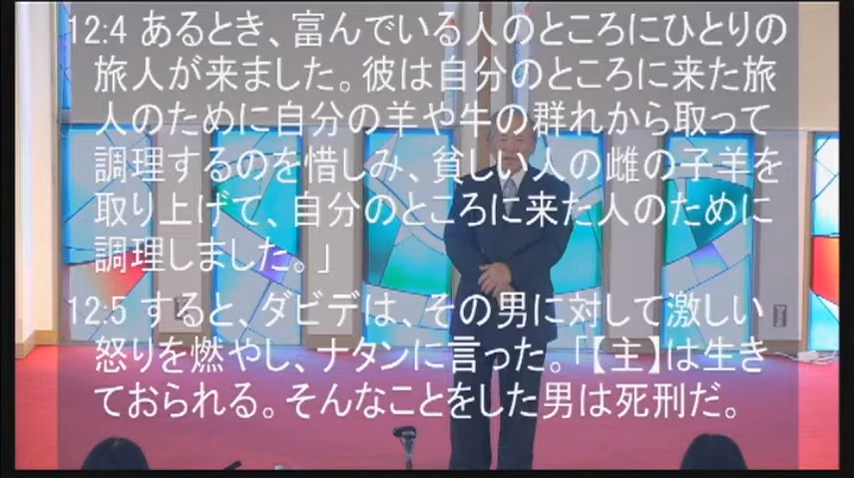 12:4 あるとき、富んでいる人のところにひとりの
旅人が来ました。彼は自分のところに来た旅
人のために自分の羊や牛の群れから取って
調理するのを惜しみ、貧しい人の雌の子羊を
取り上げて、自分のところに来た人のために
調理しました。」
12:5 すると、ダビデは、その男に対して激しい
怒りを燃やし、ナタンに言った。「【主】は生き
ておられる。そんなことをした男は死刑だ。